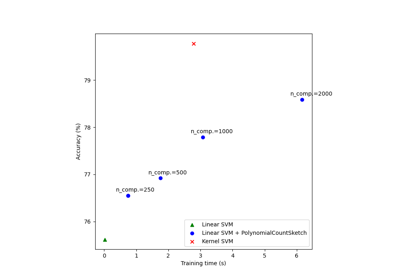 79
78
77
76
Accuracy (%)
n_comp.=2000
n_comp.=1000
n_comp.=500
n_comp.=250
Linear SVM
Linear SVM + PolynomialCountSketch
Kernel SVM
0 1 2 3 4 5 6
Training time (s)